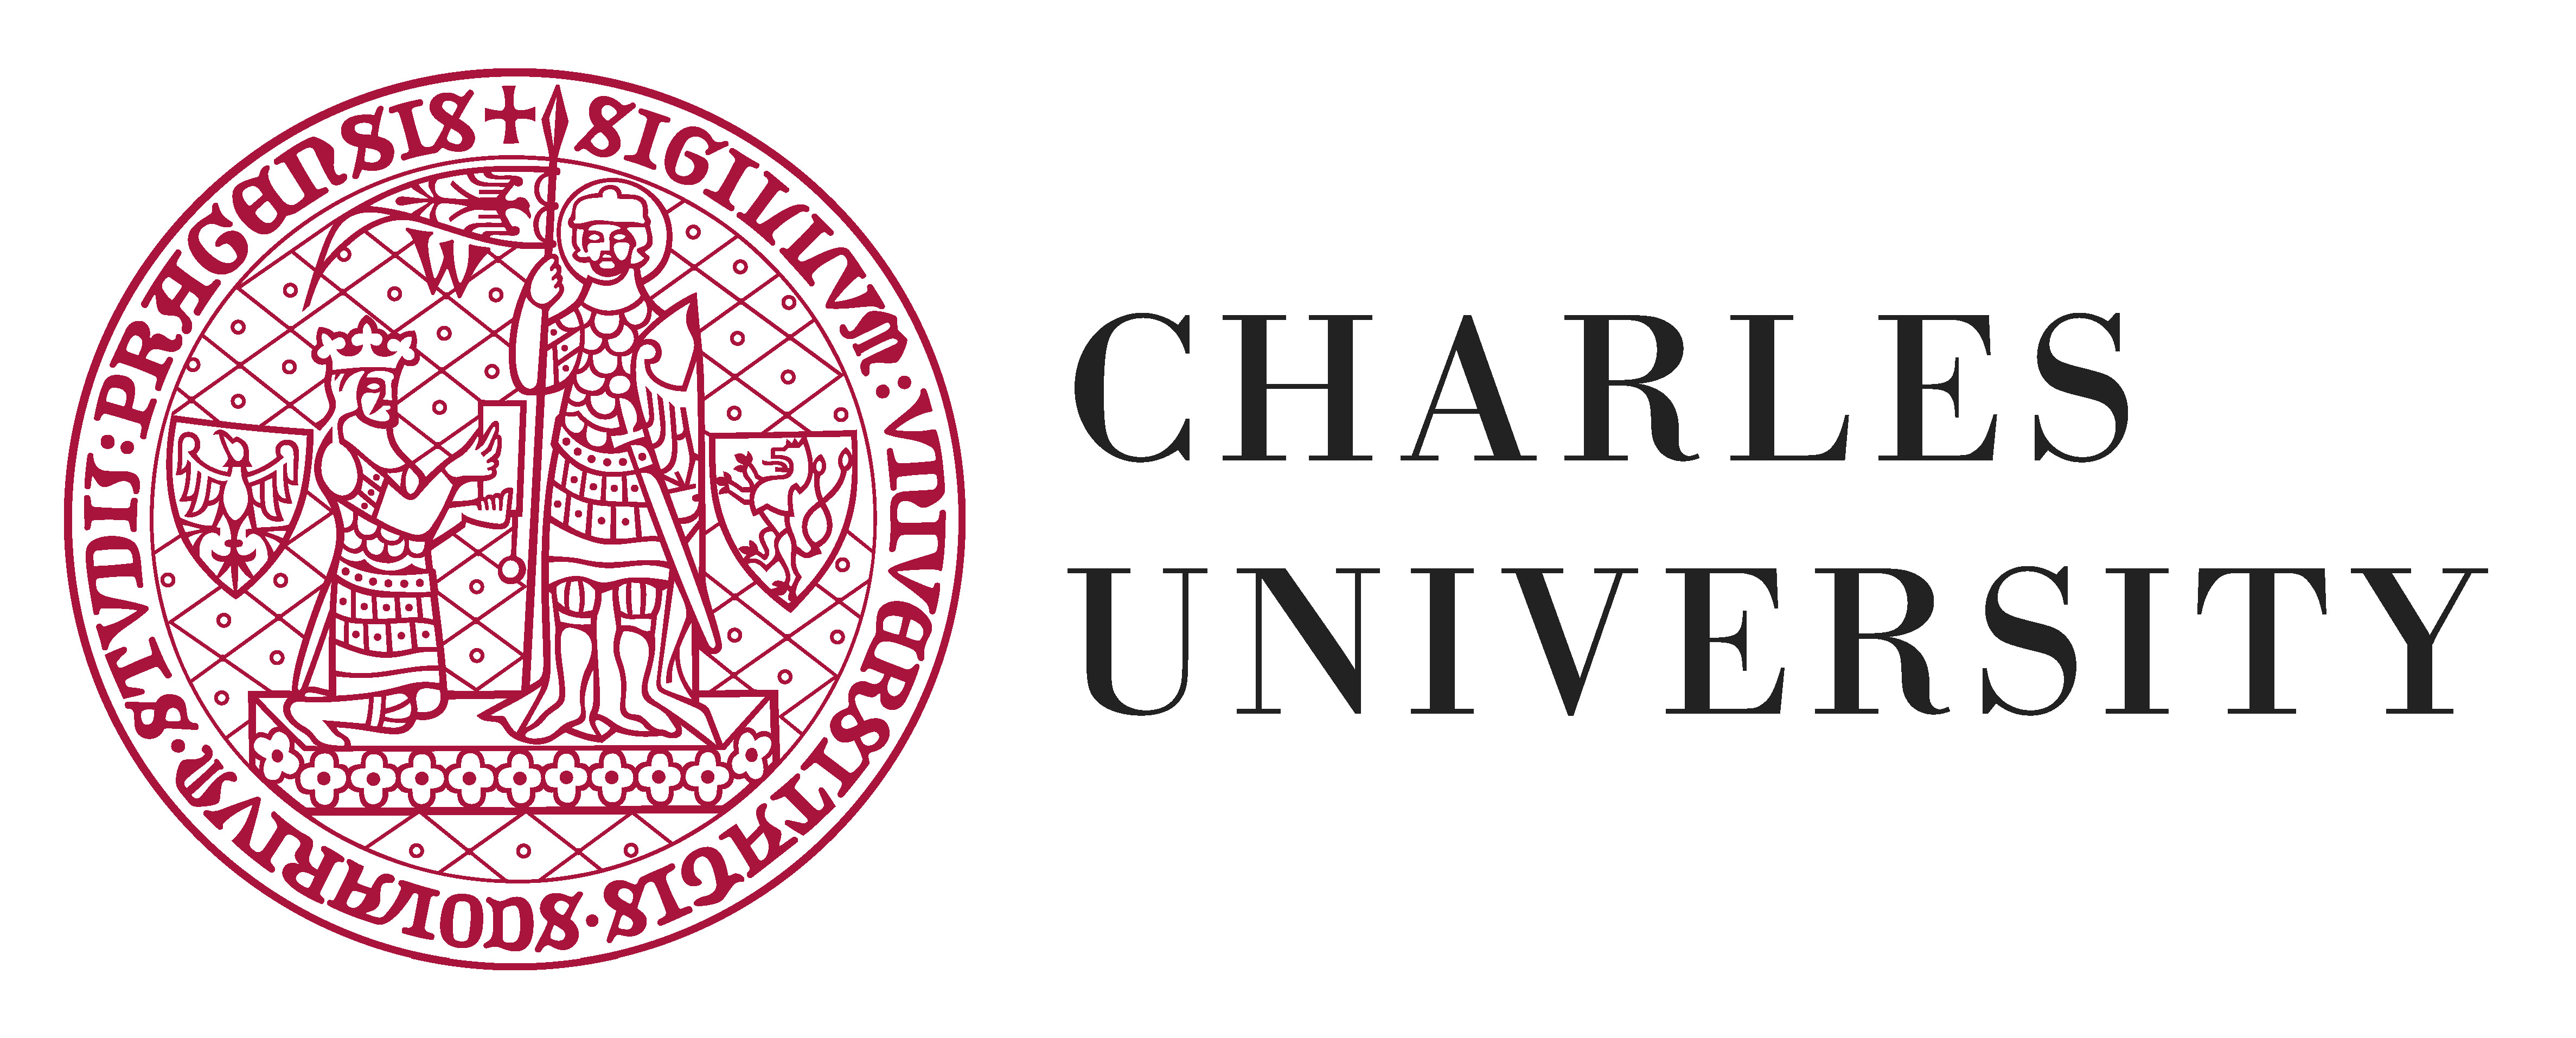 + SIGILLVM : VNIVERSITATIS · SCOLARIVM · STVDII : PRAGENSIS
W
CHARLES
UNIVERSITY